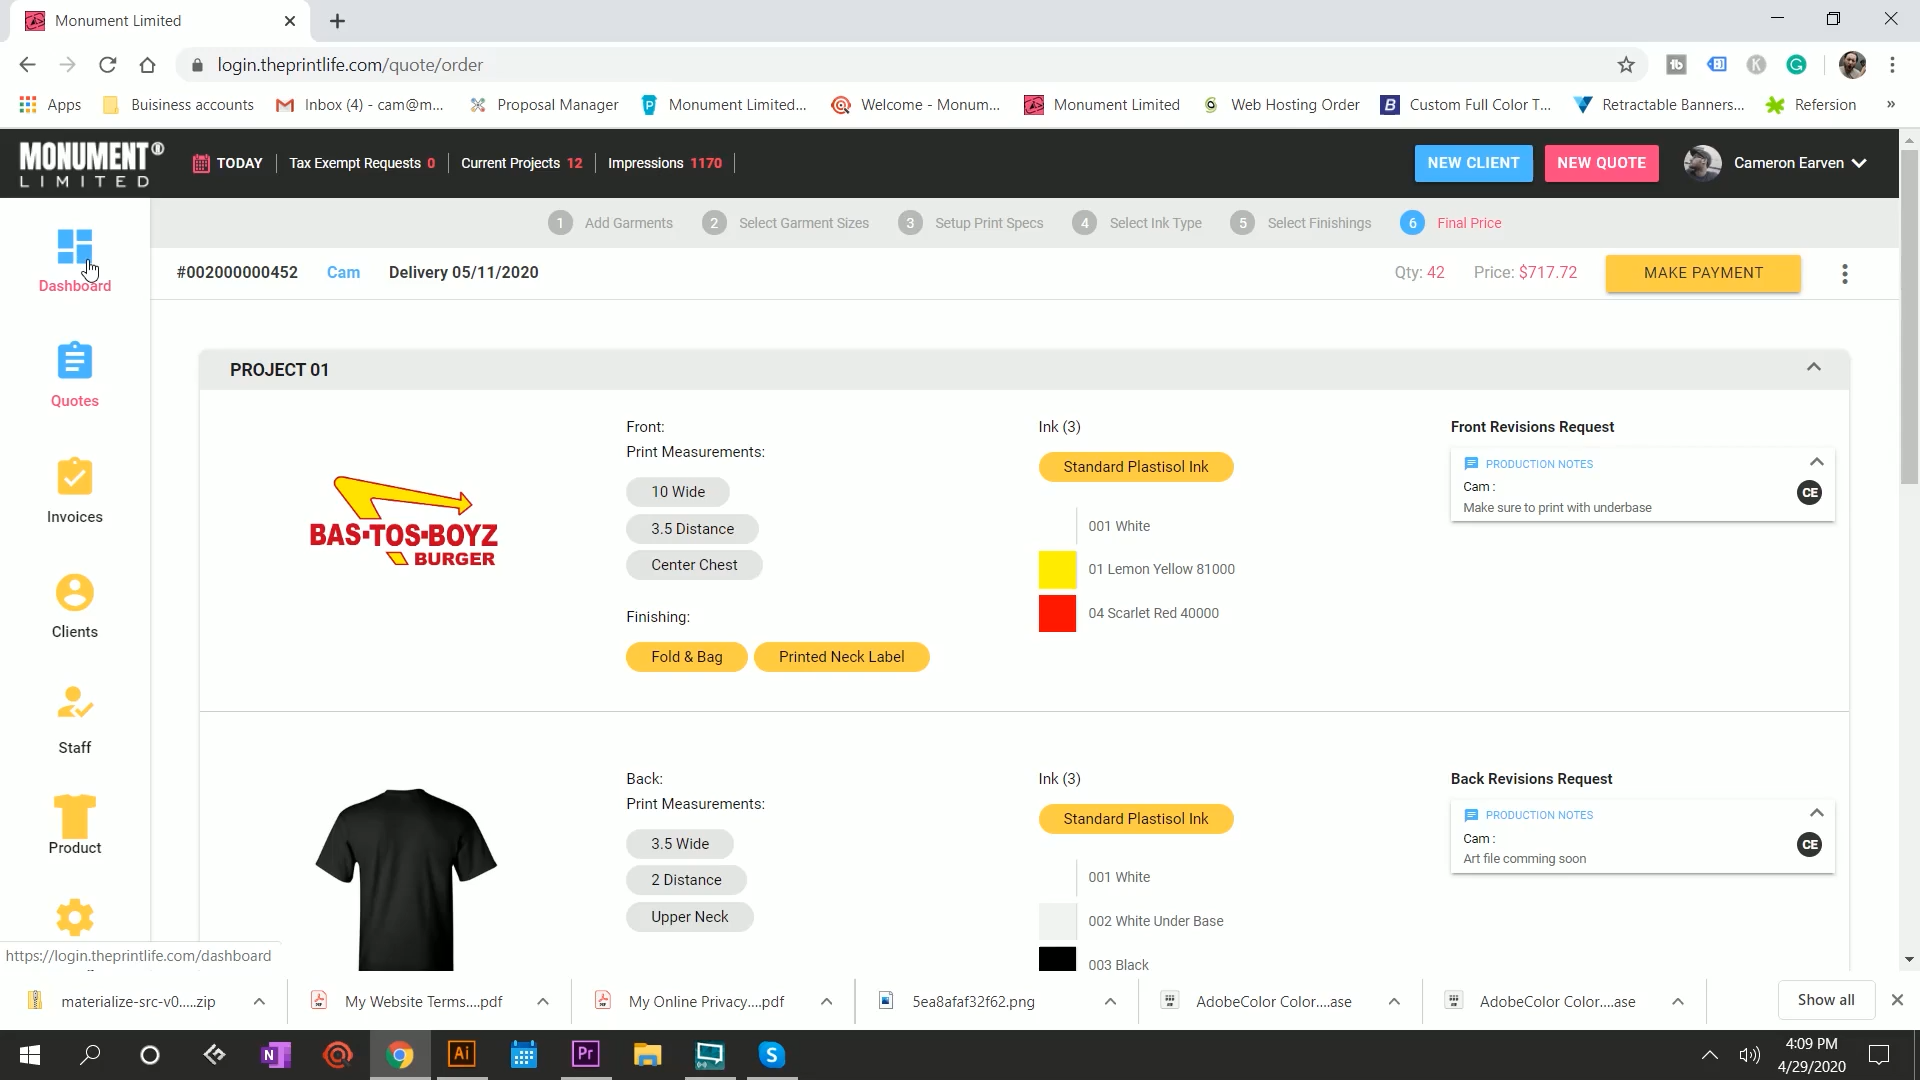 Monument Limited
login.theprintlife.com/quote/order
Apps
Buisiness accounts
Inbox (4) - cam@m...
Proposal Manager
Monument Limited...
Welcome - Monum...
Monument Limited
Web Hosting Order
Custom Full Color T...
Retractable Banners...
Refersion
»
MONUMENT
LIMITED
TODAY
Tax Exempt Requests 0
Current Projects 12
Impressions 1170
NEW CLIENT
NEW QUOTE
Cameron Earven
1 Add Garments
2 Select Garment Sizes
3 Setup Print Specs
4 Select Ink Type
5 Select Finishings
6 Final Price
#002000000452
Cam
Delivery 05/11/2020
Qty: 42
Price: $717.72
MAKE PAYMENT
Dashboard
Quotes
Invoices
Clients
Staff
Product
PROJECT 01
BAS•TOS•BOYZ
BURGER
Front:
Print Measurements:
10 Wide
3.5 Distance
Center Chest
Finishing:
Fold & Bag
Printed Neck Label
Ink (3)
Standard Plastisol Ink
001 White
01 Lemon Yellow 81000
04 Scarlet Red 40000
Front Revisions Request
PRODUCTION NOTES
Cam :
CE
Make sure to print with underbase
Back:
Print Measurements:
3.5 Wide
2 Distance
Upper Neck
Ink (3)
Standard Plastisol Ink
001 White
002 White Under Base
003 Black
Back Revisions Request
PRODUCTION NOTES
Cam :
CE
Art file comming soon
https://login.theprintlife.com/dashboard
materialize-src-v0.....zip
My Website Terms....pdf
My Online Privacy....pdf
5ea8afaf32f62.png
AdobeColor Color....ase
AdobeColor Color....ase
Show all
N
Ai
Pr
S
4:09 PM
4/29/2020